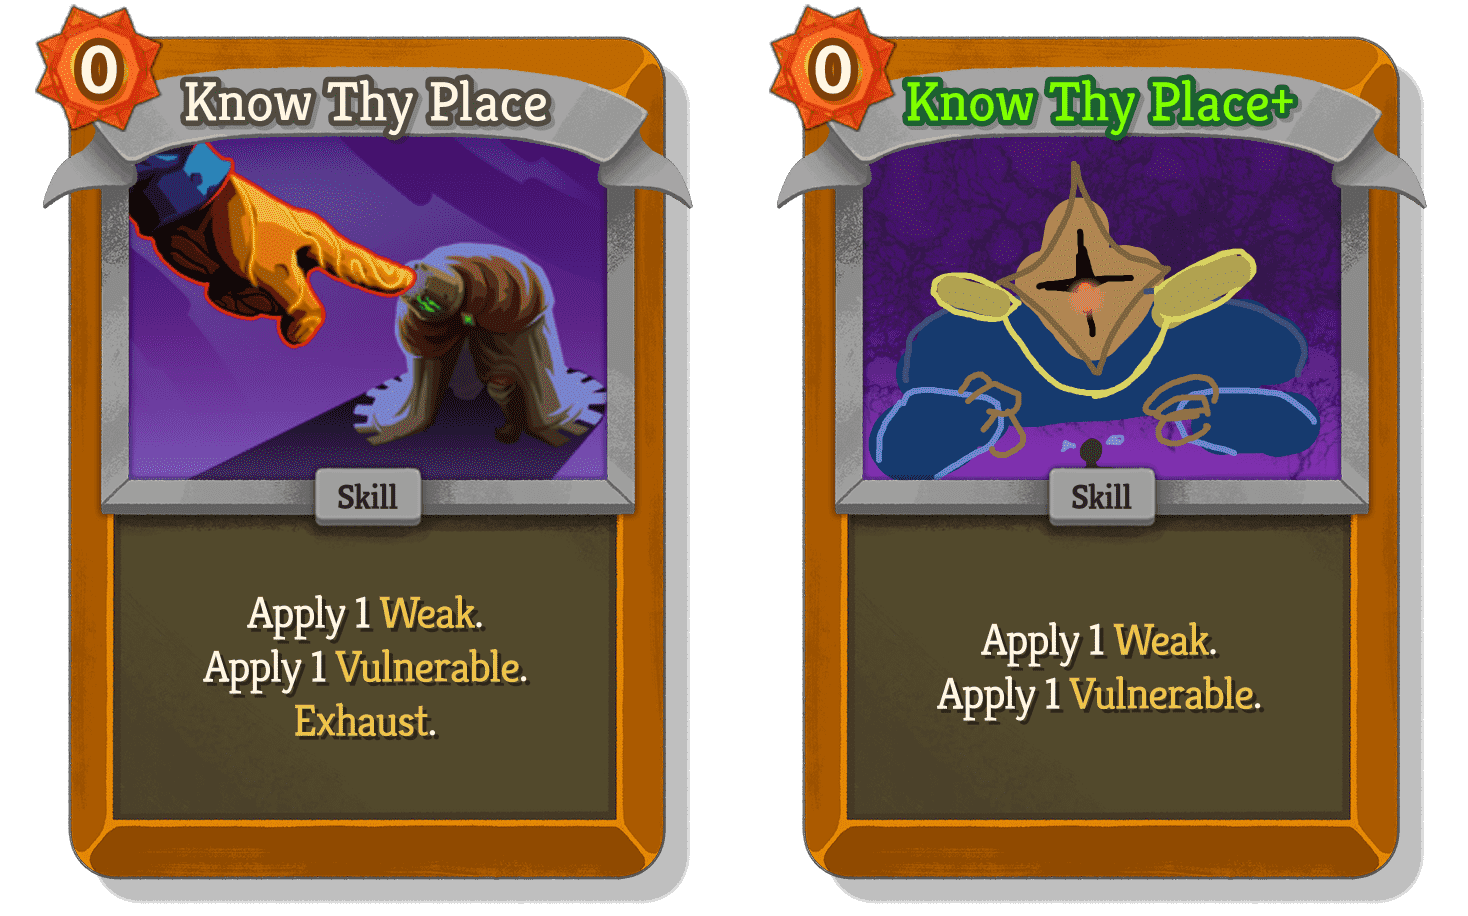 0
Know Thy Place
Skill
Apply 1 Weak.
Apply 1 Vulnerable.
Exhaust.
0
Know Thy Place+
Skill
Apply 1 Weak.
Apply 1 Vulnerable.